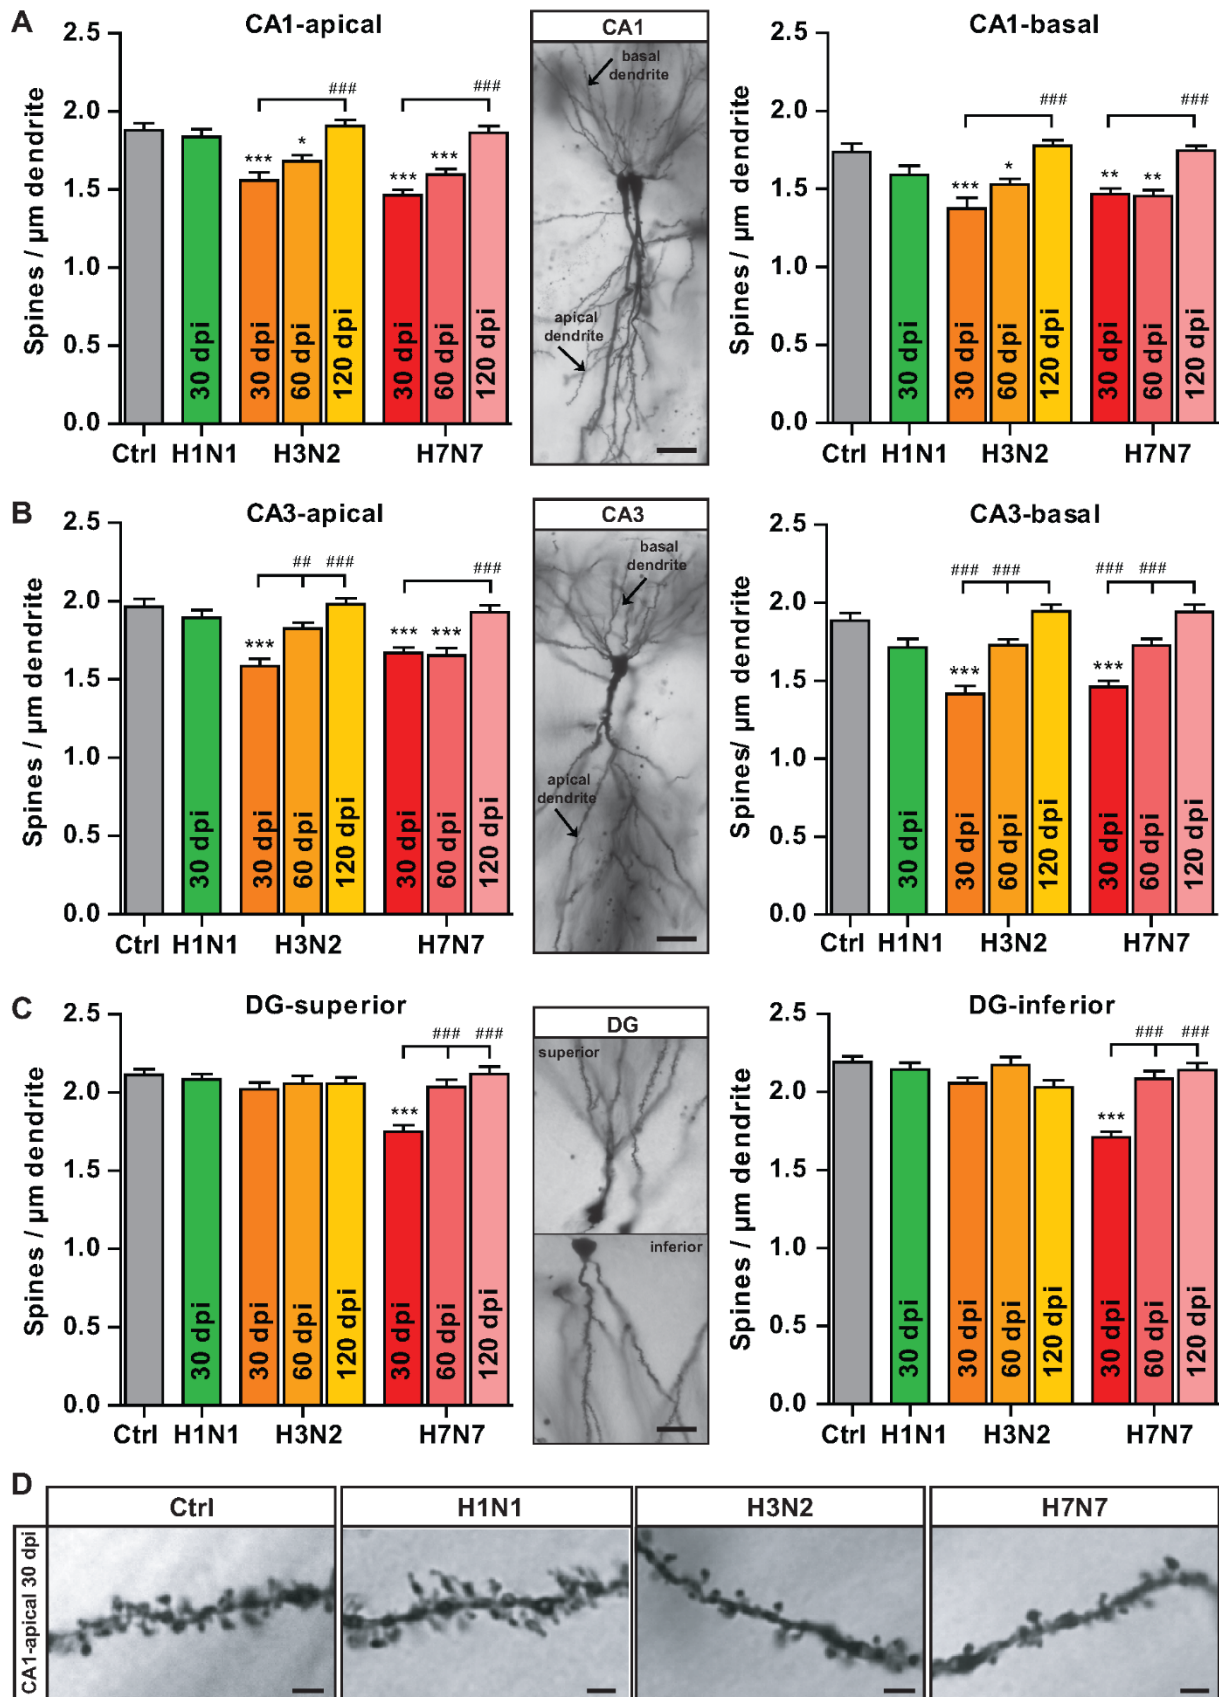 A
CA1-apical
Spines / µm dendrite
2.5
2.0
1.5
1.0
0.5
0.0
***
*
###
***
***
###
30 dpi
30 dpi
60 dpi
120 dpi
30 dpi
60 dpi
120 dpi
Ctrl H1N1 H3N2 H7N7
CA1
basal
dendrite
apical
dendrite
CA1-basal
Spines / µm dendrite
2.5
2.0
1.5
1.0
0.5
0.0
***
*
###
**
**
###
30 dpi
30 dpi
60 dpi
120 dpi
30 dpi
60 dpi
120 dpi
Ctrl H1N1 H3N2 H7N7
B
CA3-apical
Spines / µm dendrite
2.5
2.0
1.5
1.0
0.5
0.0
***
##
###
***
***
###
30 dpi
30 dpi
60 dpi
120 dpi
30 dpi
60 dpi
120 dpi
Ctrl H1N1 H3N2 H7N7
CA3
basal
dendrite
apical
dendrite
CA3-basal
Spines/ µm dendrite
2.5
2.0
1.5
1.0
0.5
0.0
###
###
***
###
###
***
30 dpi
30 dpi
60 dpi
120 dpi
30 dpi
60 dpi
120 dpi
Ctrl H1N1 H3N2 H7N7
C
DG-superior
Spines / µm dendrite
2.5
2.0
1.5
1.0
0.5
0.0
***
###
###
30 dpi
30 dpi
60 dpi
120 dpi
30 dpi
60 dpi
120 dpi
Ctrl H1N1 H3N2 H7N7
DG
superior
inferior
DG-inferior
Spines / µm dendrite
2.5
2.0
1.5
1.0
0.5
0.0
***
###
###
30 dpi
30 dpi
60 dpi
120 dpi
30 dpi
60 dpi
120 dpi
Ctrl H1N1 H3N2 H7N7
D
Ctrl H1N1 H3N2 H7N7
CA1-apical 30 dpi